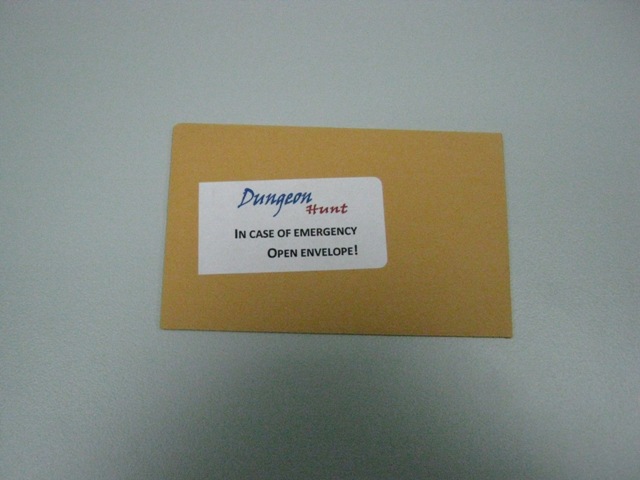 Dungeon
Hunt
IN CASE OF EMERGENCY
OPEN ENVELOPE!